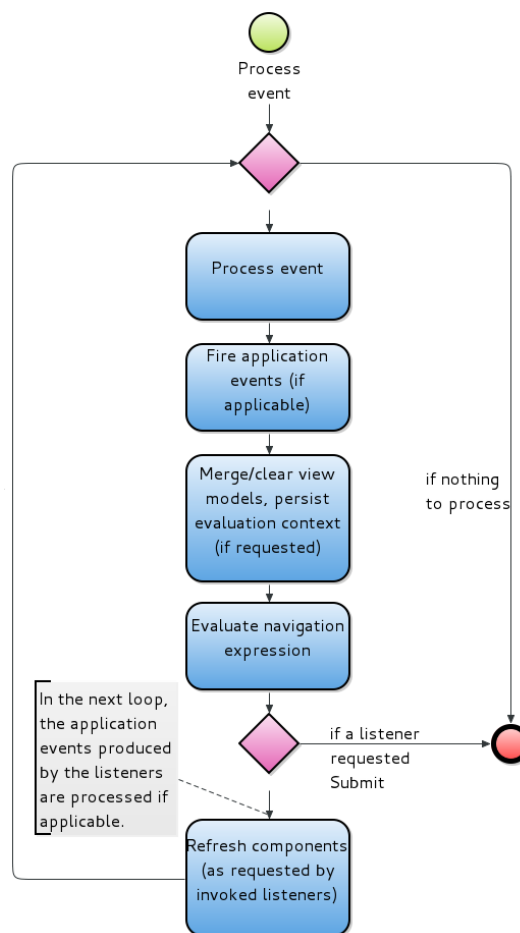 Process
event
Process event
Fire application
events (if
applicable)
Merge/clear view
models, persist
evaluation context
(if requested)
if nothing
to process
Evaluate navigation
expression
In the next loop,
the application
events produced
by the listeners
are processed if
applicable.
if a listener
requested
Submit
Refresh components
(as requested by
invoked listeners)